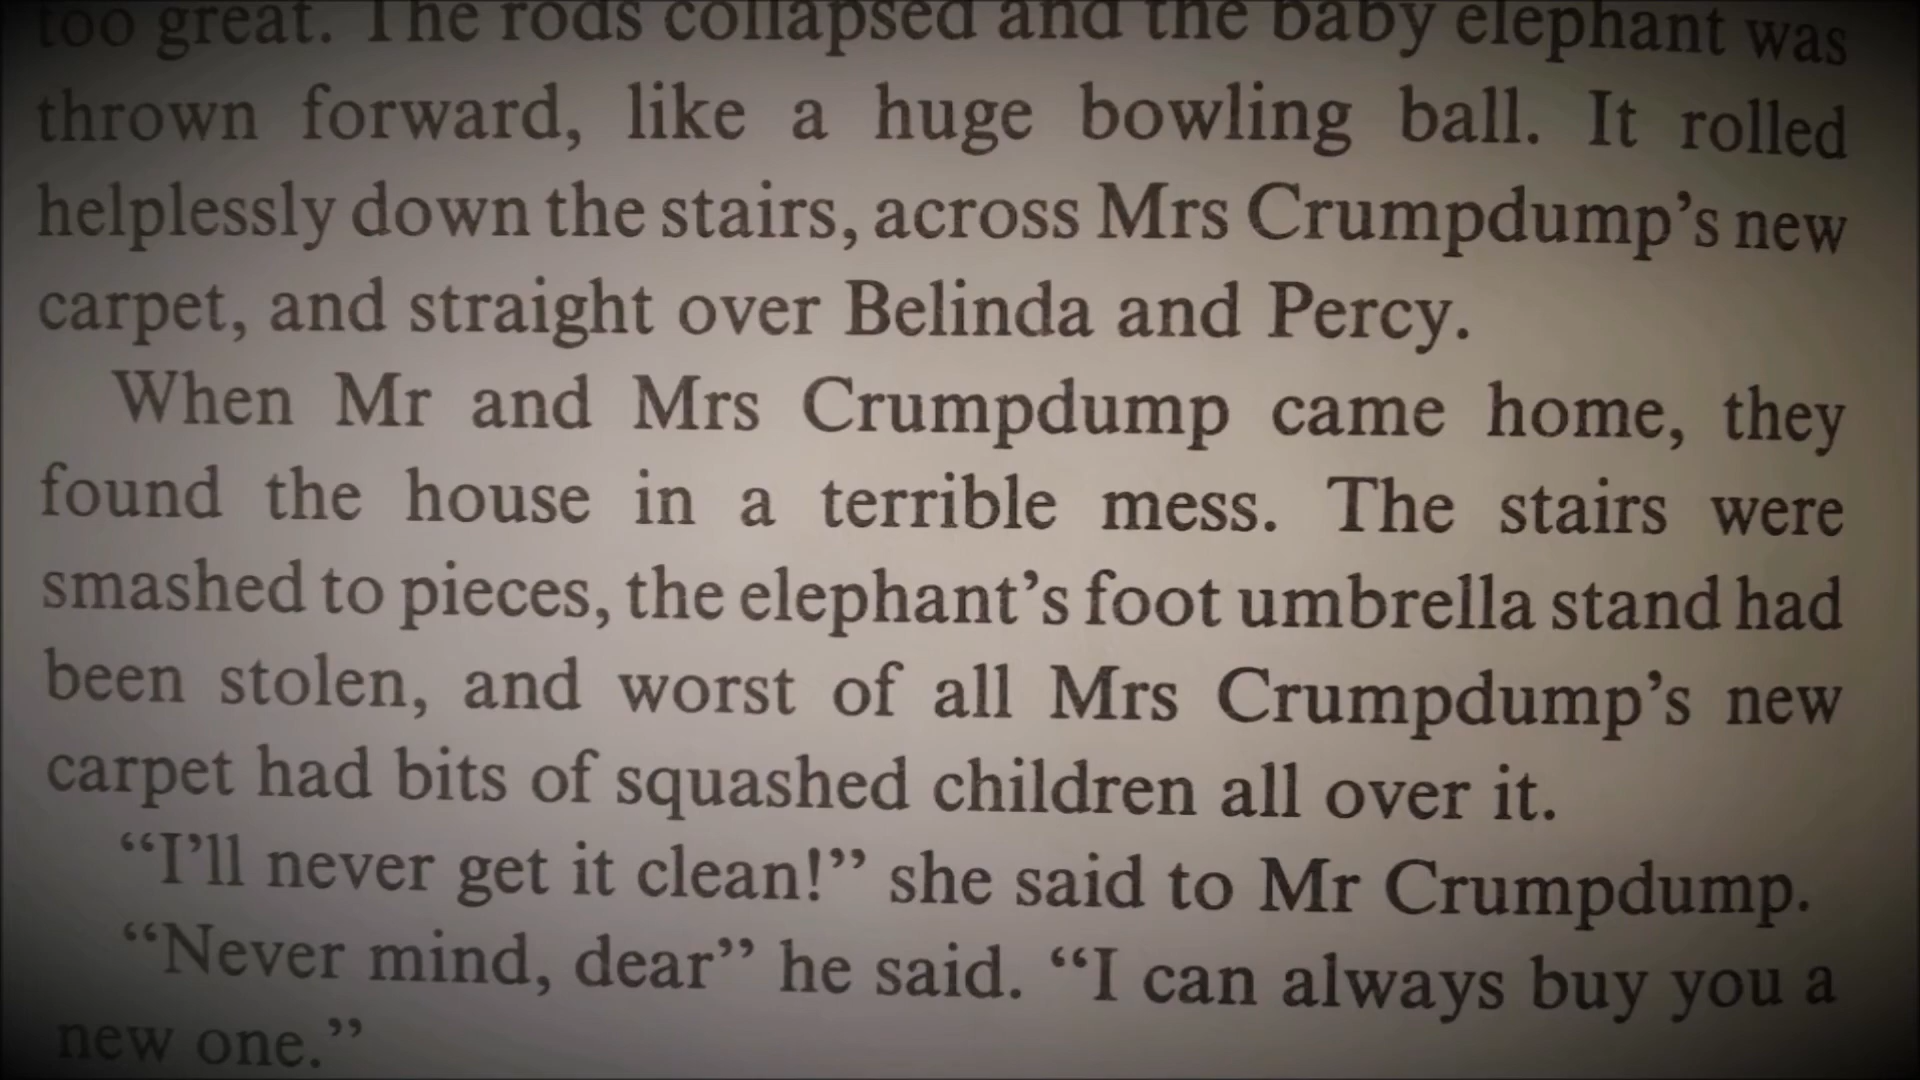 too great. The rods collapsed and the baby elephant was
thrown forward, like a huge bowling ball. It rolled
helplessly down the stairs, across Mrs Crumpdump’s new
carpet, and straight over Belinda and Percy.
When Mr and Mrs Crumpdump came home, they
found the house in a terrible mess. The stairs were
smashed to pieces, the elephant’s foot umbrella stand had
been stolen, and worst of all Mrs Crumpdump’s new
carpet had bits of squashed children all over it.
“I’ll never get it clean!” she said to Mr Crumpdump.
“Never mind, dear” he said. “I can always buy you a
new one.”